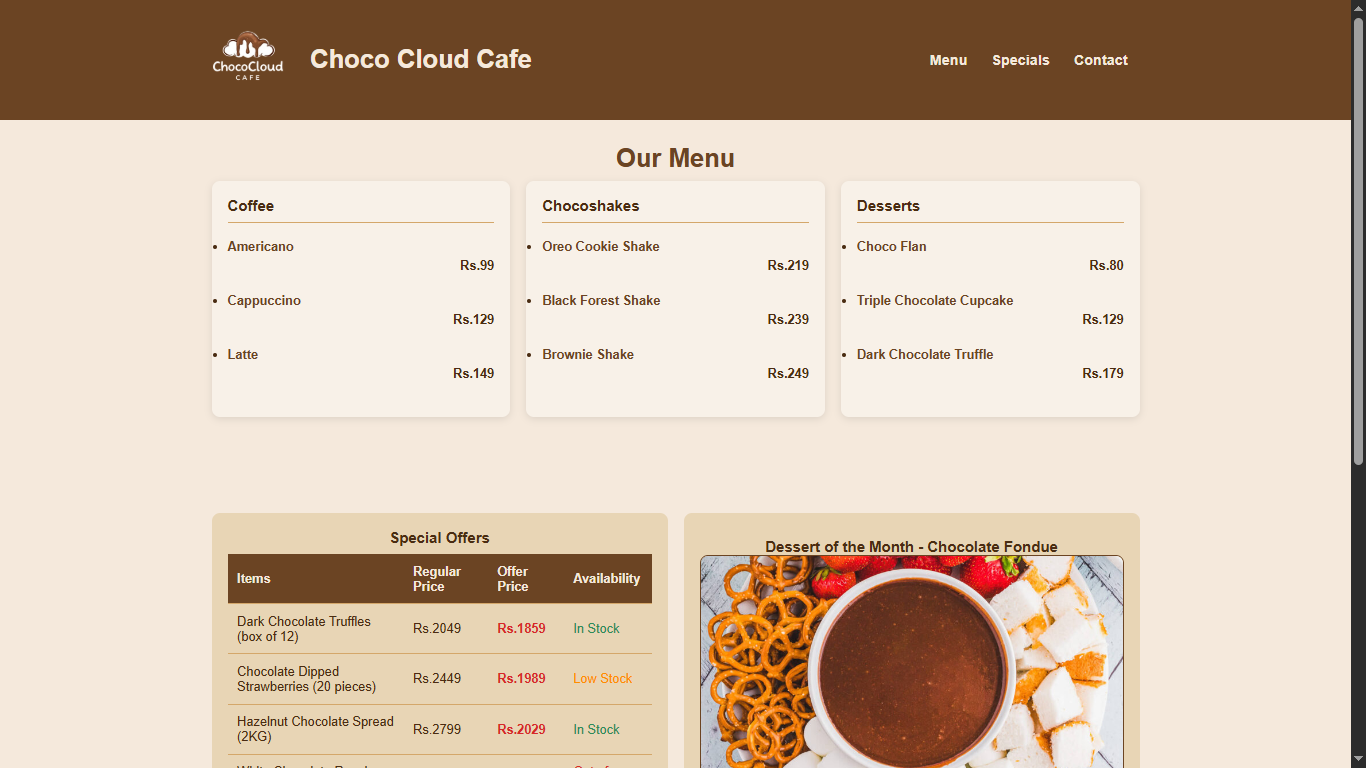 ChocoCloud
CAFE
Choco Cloud Cafe
Menu Specials Contact
Our Menu
Coffee
Americano
Rs.99
Cappuccino
Rs.129
Latte
Rs.149
Chocoshakes
Oreo Cookie Shake
Rs.219
Black Forest Shake
Rs.239
Brownie Shake
Rs.249
Desserts
Choco Flan
Rs.80
Triple Chocolate Cupcake
Rs.129
Dark Chocolate Truffle
Rs.179
Special Offers
Items Regular Price Offer Price Availability
Dark Chocolate Truffles (box of 12) Rs.2049 Rs.1859 In Stock
Chocolate Dipped Strawberries (20 pieces) Rs.2449 Rs.1989 Low Stock
Hazelnut Chocolate Spread (2KG) Rs.2799 Rs.2029 In Stock
Dessert of the Month - Chocolate Fondue